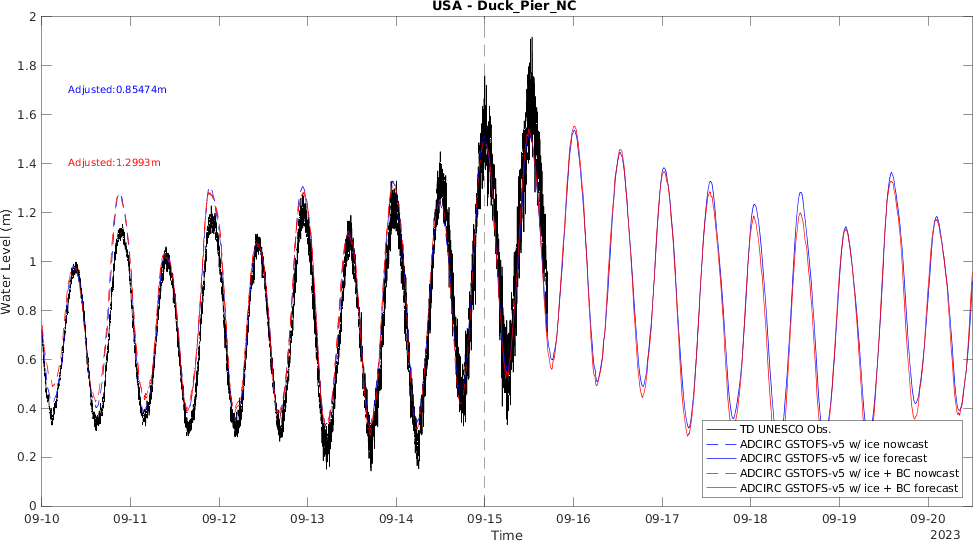 USA - Duck_Pier_NC
2
1.8
1.6
1.4
1.2
1
0.8
0.6
0.4
0.2
0
Water Level (m)
Adjusted:0.85474m
Adjusted:1.2993m
TD UNESCO Obs.
ADCIRC GSTOFS-v5 w/ ice nowcast
ADCIRC GSTOFS-v5 w/ ice forecast
ADCIRC GSTOFS-v5 w/ ice + BC nowcast
ADCIRC GSTOFS-v5 w/ ice + BC forecast
09-10 09-11 09-12 09-13 09-14 09-15 09-16 09-17 09-18 09-19 09-20
Time
2023